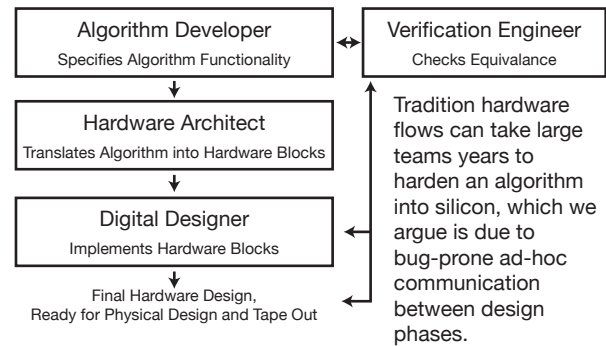 Algorithm Developer
Specifies Algorithm Functionality
Verification Engineer
Checks Equivalance
Hardware Architect
Translates Algorithm into Hardware Blocks
Digital Designer
Implements Hardware Blocks
Final Hardware Design,
Ready for Physical Design and Tape Out
Tradition hardware
flows can take large
teams years to
harden an algorithm
into silicon, which we
argue is due to
bug-prone ad-hoc
communication
between design
phases.